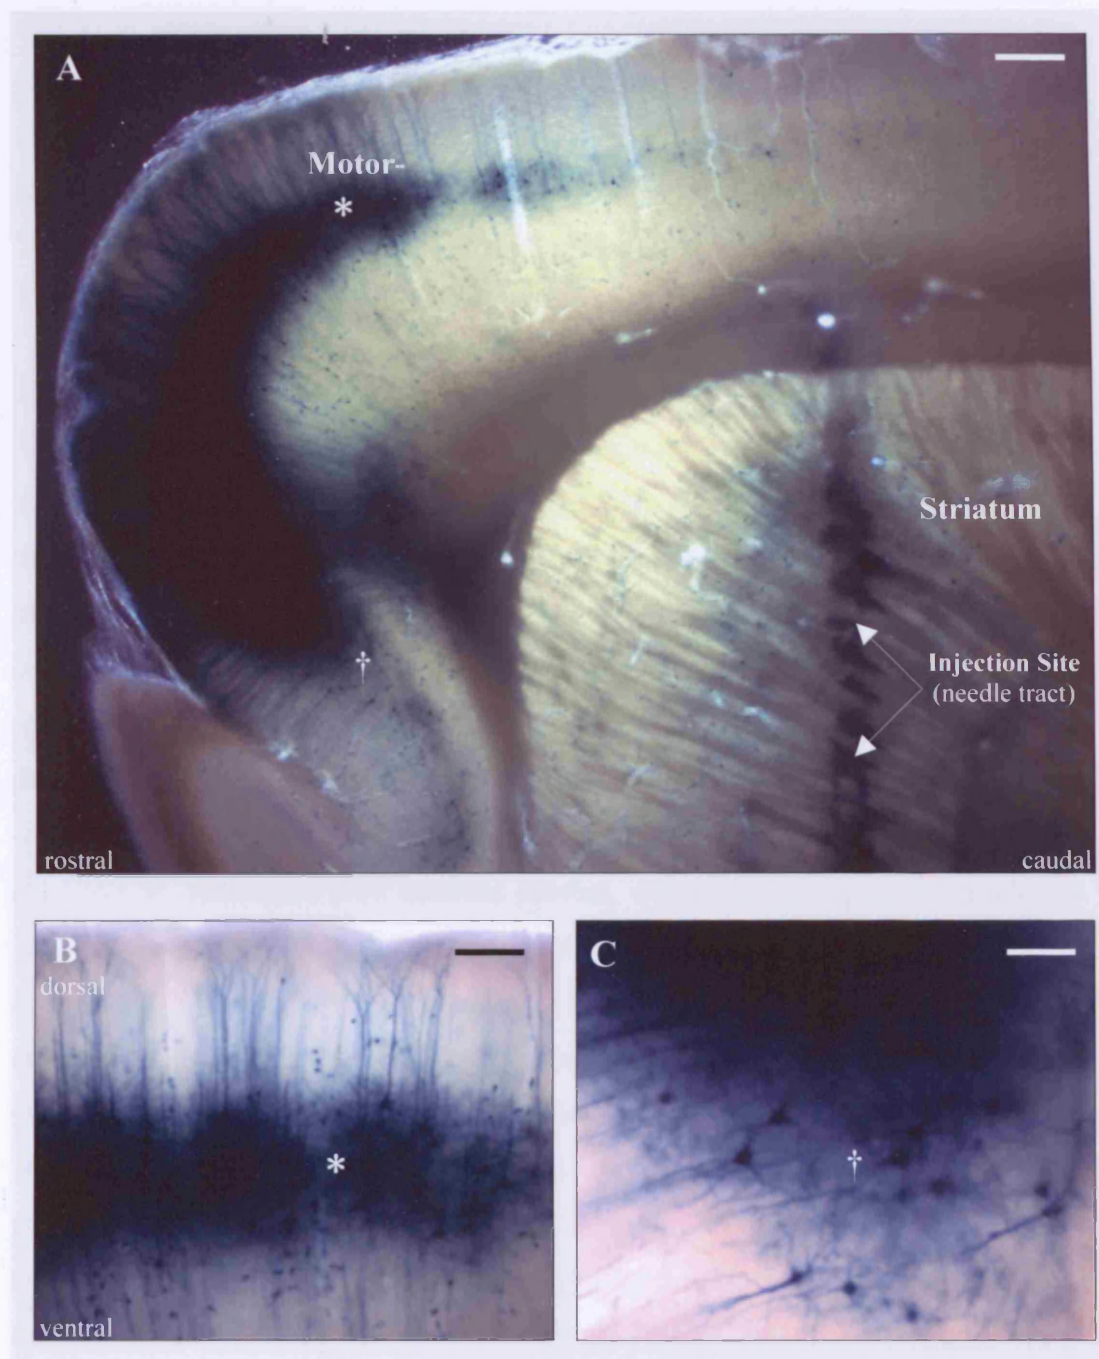 A
Motor-
*
Striatum
†
Injection Site
(needle tract)
rostral
caudal
B
dorsal
*
ventral
C
†